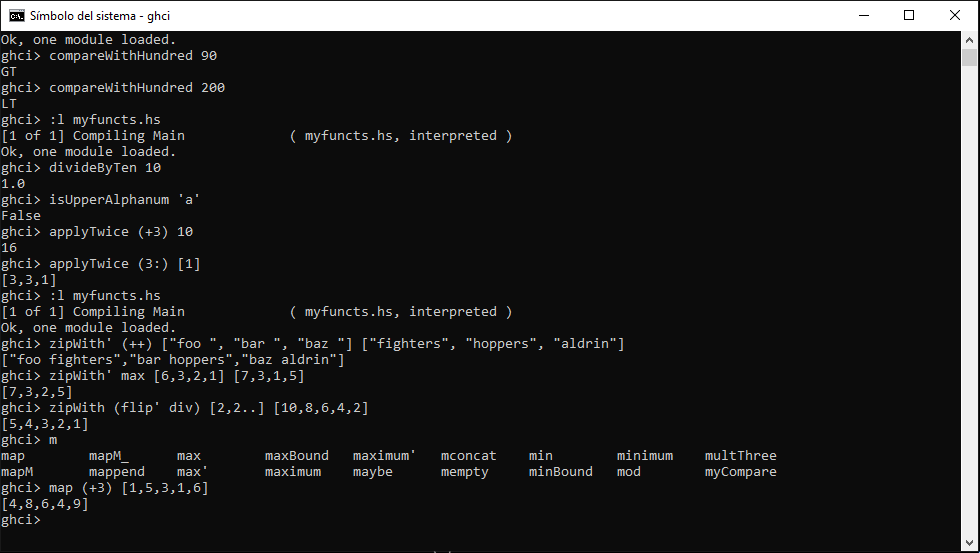 Símbolo del sistema - ghci
Ok, one module loaded.
ghci> compareWithHundred 90
GT
ghci> compareWithHundred 200
LT
ghci> :l myfuncts.hs
[1 of 1] Compiling Main             ( myfuncts.hs, interpreted )
Ok, one module loaded.
ghci> divideByTen 10
1.0
ghci> isUpperAlphanum 'a'
False
ghci> applyTwice (+3) 10
16
ghci> applyTwice (3:) [1]
[3,3,1]
ghci> :l myfuncts.hs
[1 of 1] Compiling Main             ( myfuncts.hs, interpreted )
Ok, one module loaded.
ghci> zipWith' (++) ["foo ", "bar ", "baz "] ["fighters", "hoppers", "aldrin"]
["foo fighters","bar hoppers","baz aldrin"]
ghci> zipWith' max [6,3,2,1] [7,3,1,5]
[7,3,2,5]
ghci> zipWith (flip' div) [2,2..] [10,8,6,4,2]
[5,4,3,2,1]
ghci> m
map        mapM_      max        maxBound   maximum'   mconcat    min        minimum    multThree
mapM       mappend    max'       maximum    maybe      mempty     minBound   mod        myCompare
ghci> map (+3) [1,5,3,1,6]
[4,8,6,4,9]
ghci>